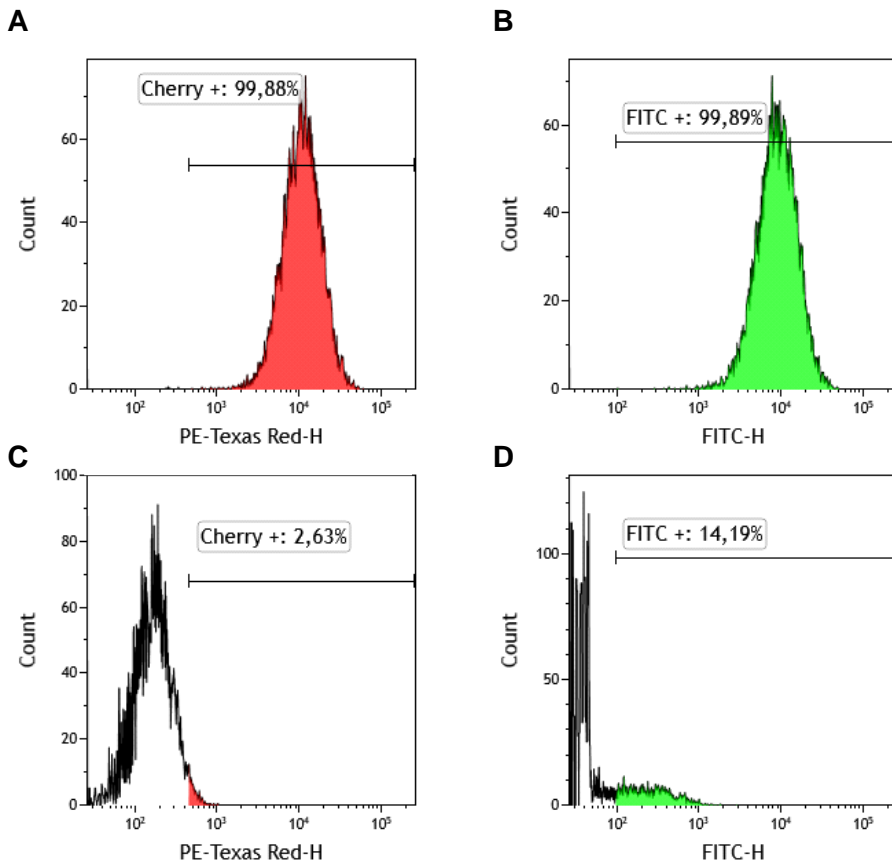 A
Cherry +: 99,88%
Count
60
40
20
0
10²
10³
10⁴
10⁵
PE-Texas Red-H
B
FITC +: 99,89%
Count
60
40
20
0
10²
10³
10⁴
10⁵
FITC-H
C
Cherry +: 2,63%
Count
100
80
60
40
20
0
10²
10³
10⁴
10⁵
PE-Texas Red-H
D
FITC +: 14,19%
Count
100
50
0
10²
10³
10⁴
10⁵
FITC-H